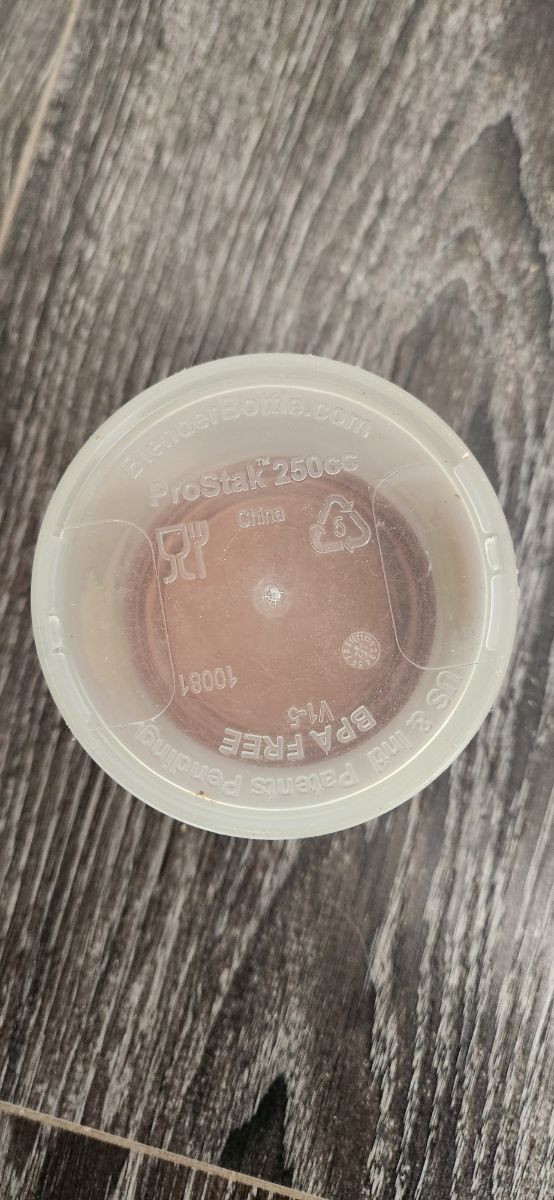 BlenderBottle.com
ProStak™ 250cc
China
5
10081
V1-5
BPA FREE
US & Intl Patents Pending